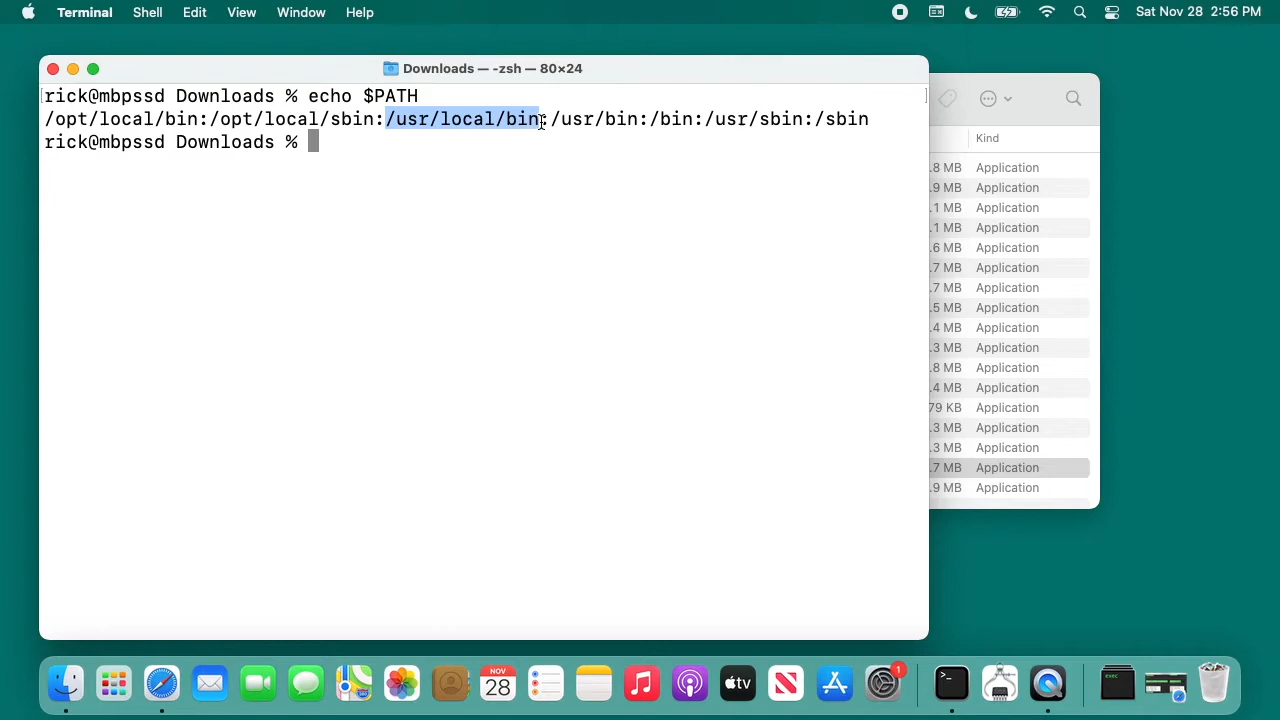 Terminal Shell Edit View Window Help Sat Nov 28 2:56 PM
Downloads — -zsh — 80×24
rick@mbpssd Downloads % echo $PATH
/opt/local/bin:/opt/local/sbin:/usr/local/bin:/usr/bin:/bin:/usr/sbin:/sbin
rick@mbpssd Downloads %
Kind
.8 MB Application
.9 MB Application
.1 MB Application
.1 MB Application
.6 MB Application
.7 MB Application
.7 MB Application
.5 MB Application
.4 MB Application
.3 MB Application
.8 MB Application
.4 MB Application
79 KB Application
.3 MB Application
.3 MB Application
.7 MB Application
.9 MB Application
NOV
28
tv
1
>_
exec